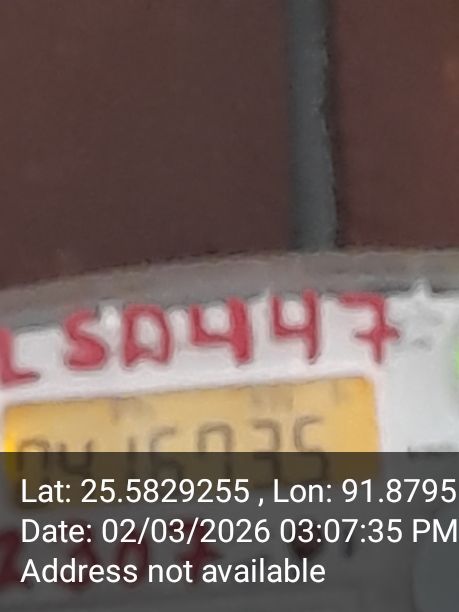 LSD447
Lat: 25.5829255 , Lon: 91.8795
Date: 02/03/2026 03:07:35 PM
Address not available